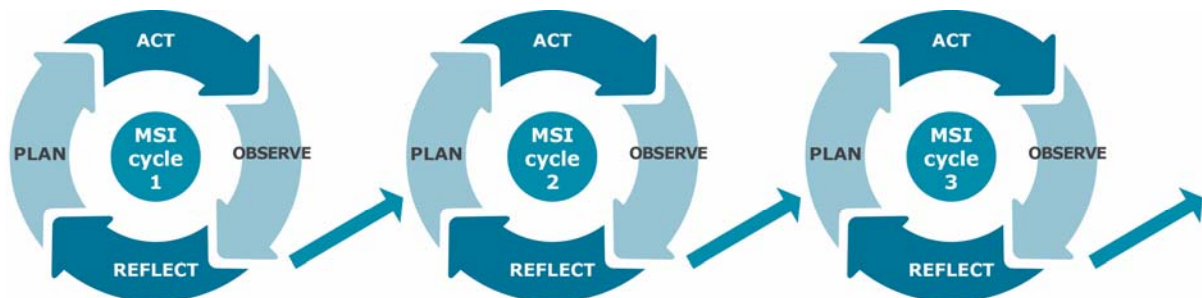 ACT
PLAN
MSI
cycle
1
OBSERVE
REFLECT
ACT
PLAN
MSI
cycle
2
OBSERVE
REFLECT
ACT
PLAN
MSI
cycle
3
OBSERVE
REFLECT